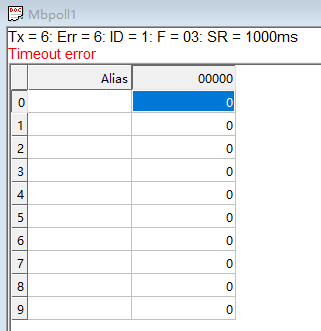 Mbpoll1
Tx = 6: Err = 6: ID = 1: F = 03: SR = 1000ms
Timeout error
Alias 00000
0 0
1 0
2 0
3 0
4 0
5 0
6 0
7 0
8 0
9 0